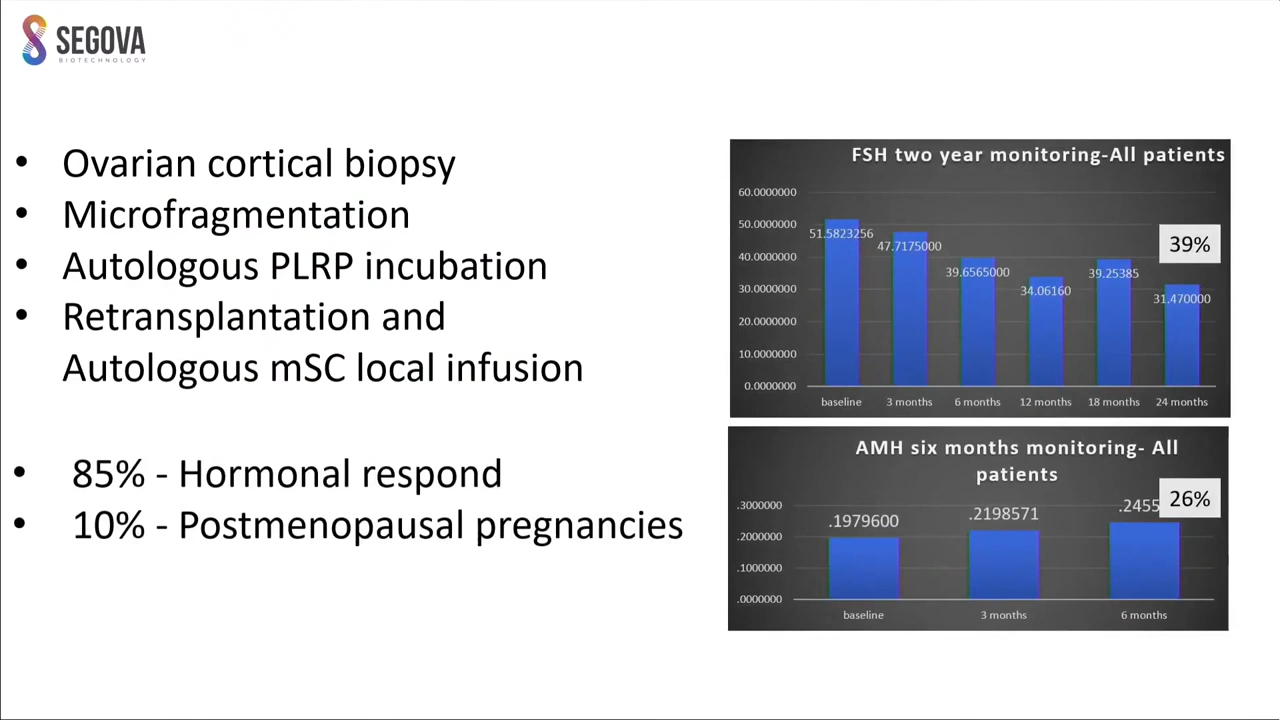 SEGOVA
BIOTECHNOLOGY
• Ovarian cortical biopsy
• Microfragmentation
• Autologous PLRP incubation
• Retransplantation and
Autologous mSC local infusion
• 85% - Hormonal respond
• 10% - Postmenopausal pregnancies
FSH two year monitoring-All patients
60.0000000
50.0000000
40.0000000
30.0000000
20.0000000
10.0000000
0.0000000
51.5823256
47.7175000
39.6565000
34.06160
39.25385
31.470000
39%
baseline 3 months 6 months 12 months 18 months 24 months
AMH six months monitoring- All
patients
26%
.3000000
.2000000
.1000000
.0000000
.1979600
.2198571
.2455
baseline 3 months 6 months